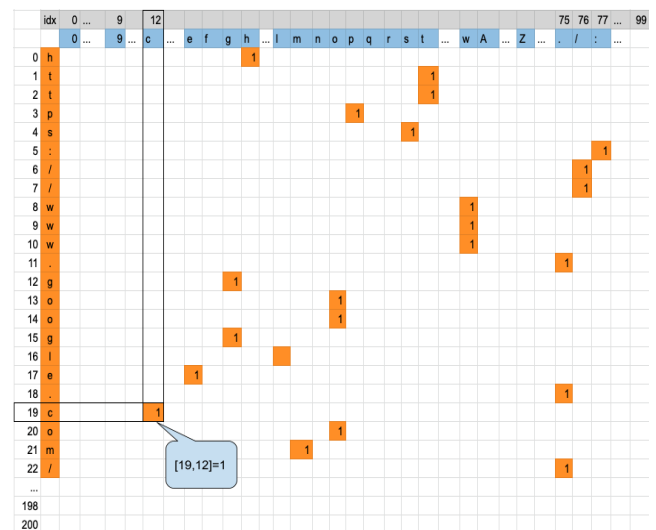 idx 0 ... 9 12 75 76 77 ... 99
0 ... 9 ... c ... e f g h ... l m n o p q r s t ... w A ... Z ... . / : ...
0 h 1
1 t 1
2 t 1
3 p 1
4 s 1
5 : 1
6 / 1
7 / 1
8 w 1
9 w 1
10 w 1
11 . 1
12 g 1
13 o 1
14 o 1
15 g 1
16 l
17 e 1
18 . 1
19 c 1
20 o 1
21 m 1
[19,12]=1
22 / 1
...
198
200